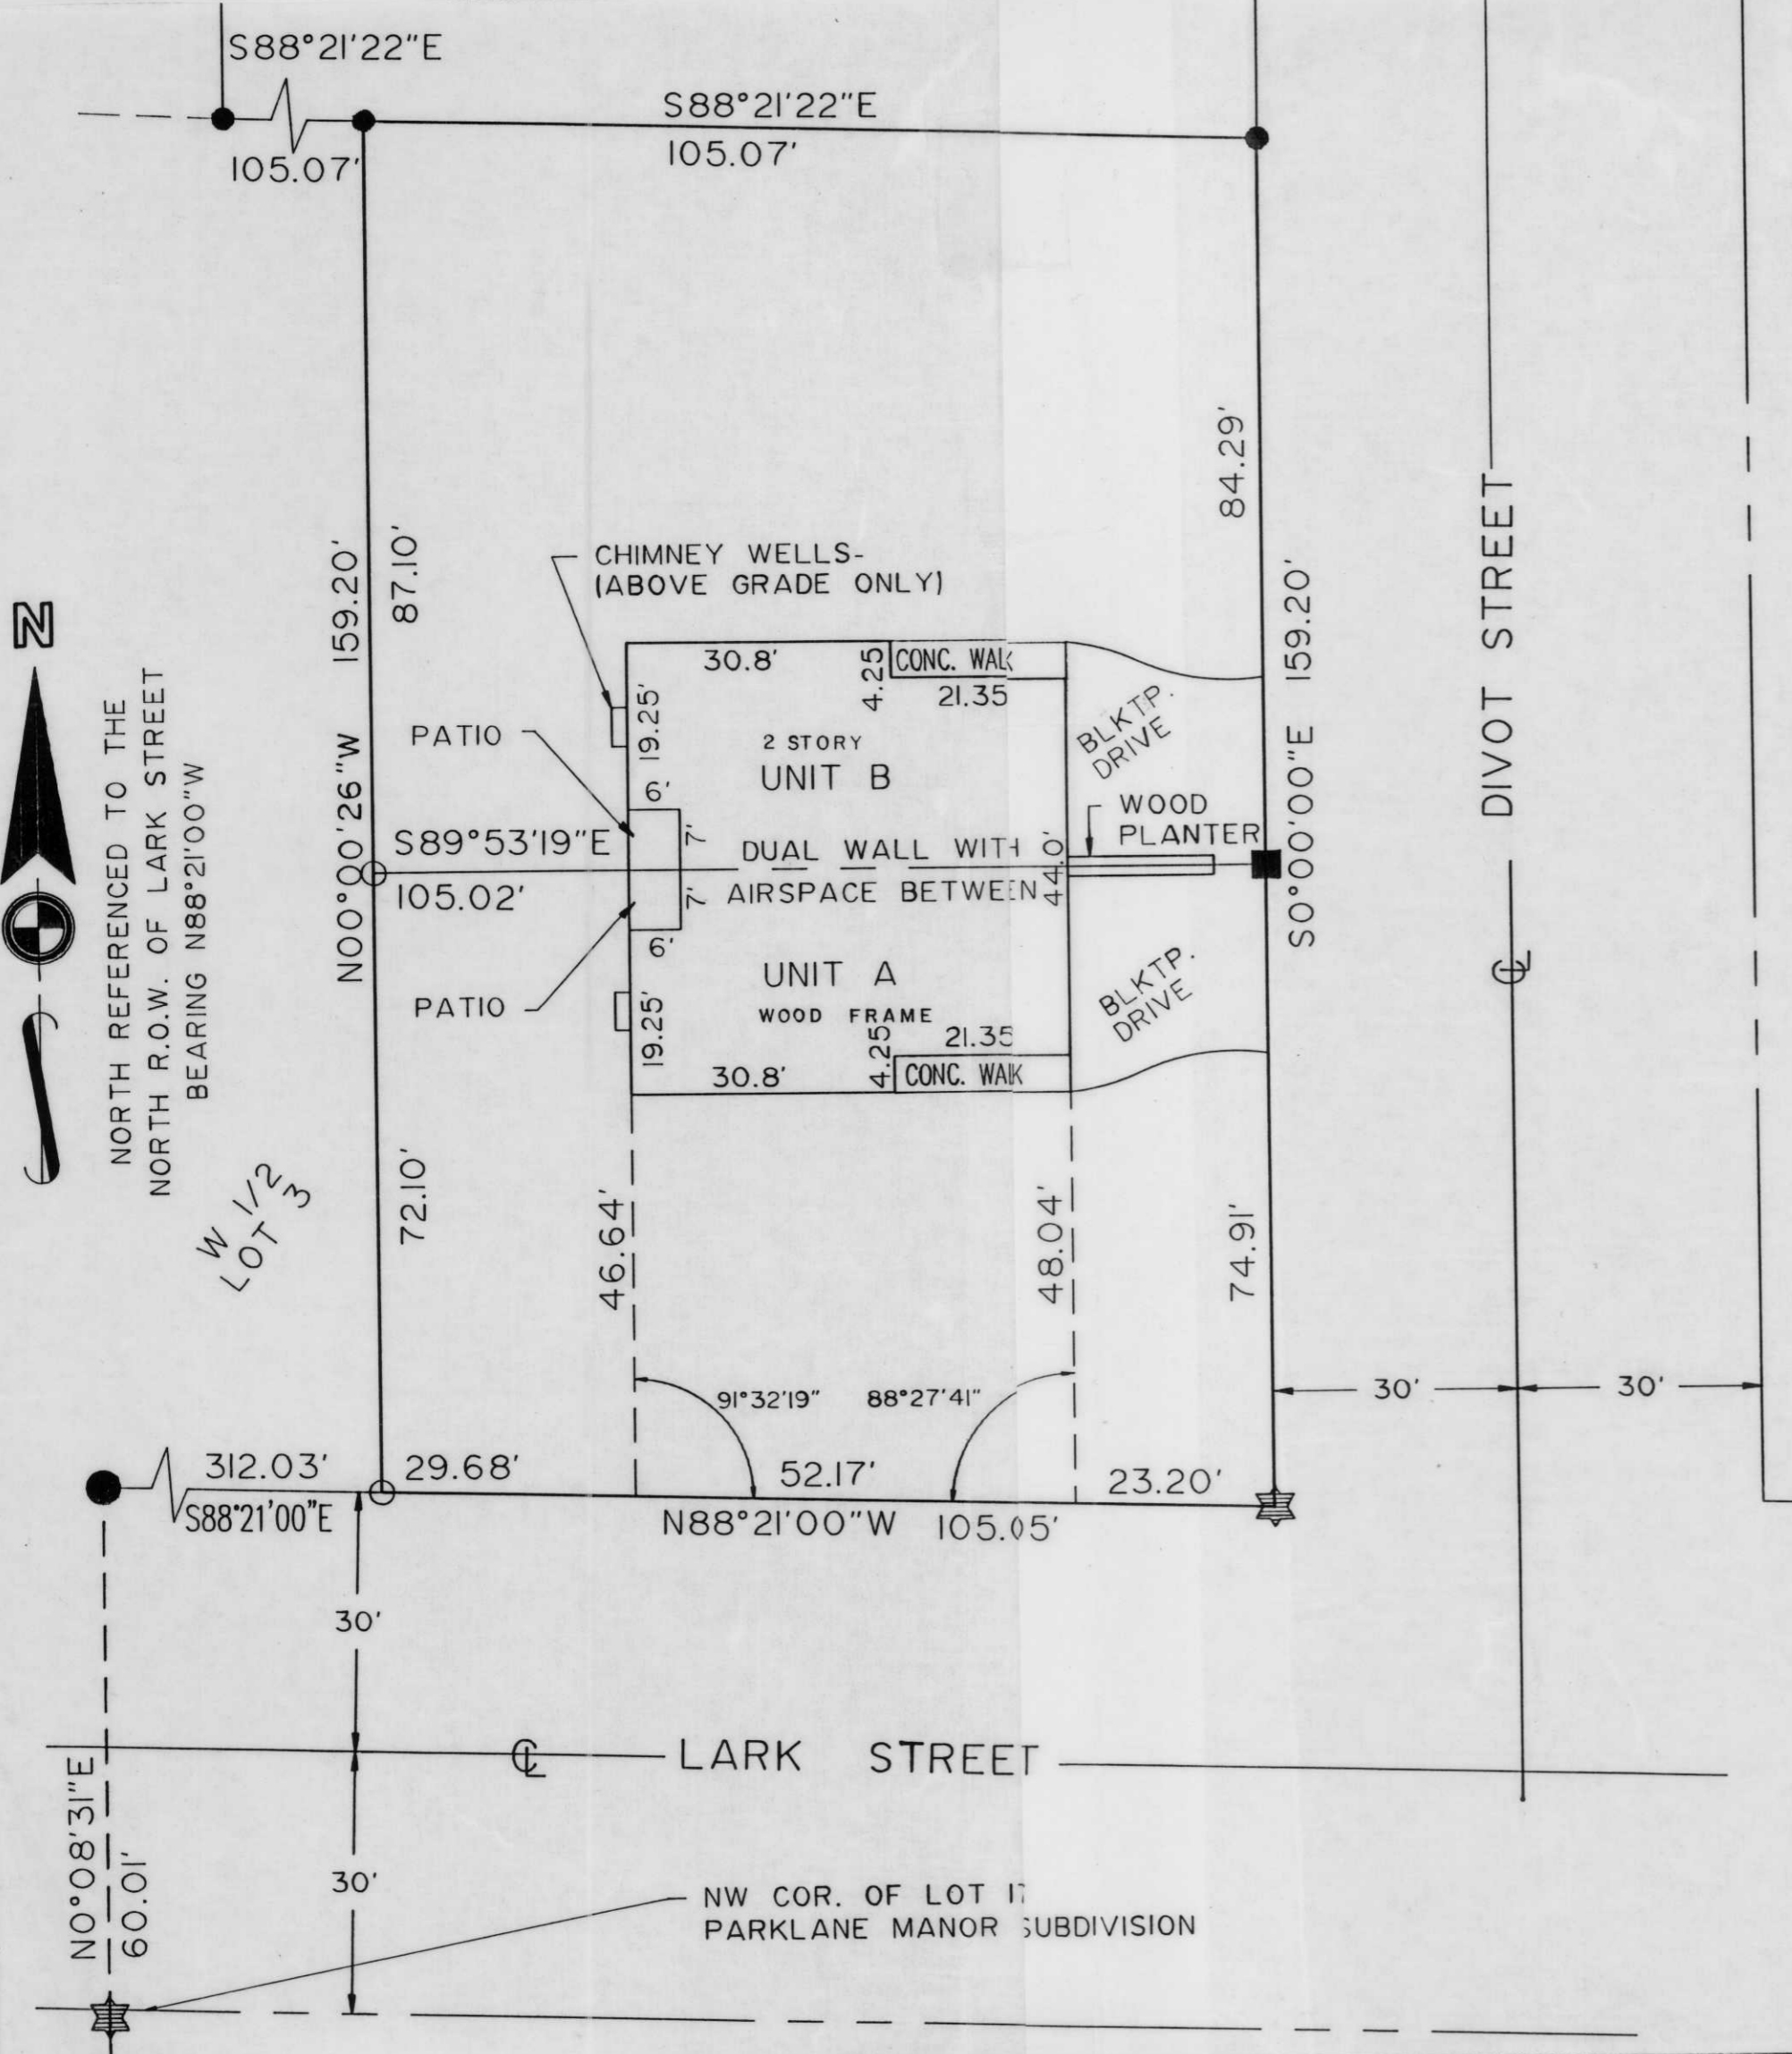 S88°21'22"E
105.07'
S88°21'22"E
105.07'
159.20'
87.10'
N00°00'26"W
84.29'
159.20'
S0°00'00"E
DIVOT STREET
CHIMNEY WELLS-
(ABOVE GRADE ONLY)
N
NORTH REFERENCED TO THE
NORTH R.O.W. OF LARK STREET
BEARING N88°21'00"W
30.8'
4.25
CONC. WALK
21.35
19.25'
PATIO
2 STORY
UNIT B
6'
BLKTP.
DRIVE
WOOD
PLANTER
S89°53'19"E
105.02'
7'
DUAL WALL WITH
7'
AIRSPACE BETWEEN
44.0'
6'
UNIT A
WOOD FRAME
PATIO
19.25'
21.35
4.25
30.8'
CONC. WALK
BLKTP.
DRIVE
CL
W 1/2
LOT 3
72.10'
46.64'
48.04'
74.91'
91°32'19"
88°27'41"
30'
30'
312.03'
S88°21'00"E
29.68'
52.17'
23.20'
N88°21'00"W 105.05'
30'
CL
LARK STREET
N0°08'31"E
60.01'
30'
NW COR. OF LOT 17
PARKLANE MANOR SUBDIVISION